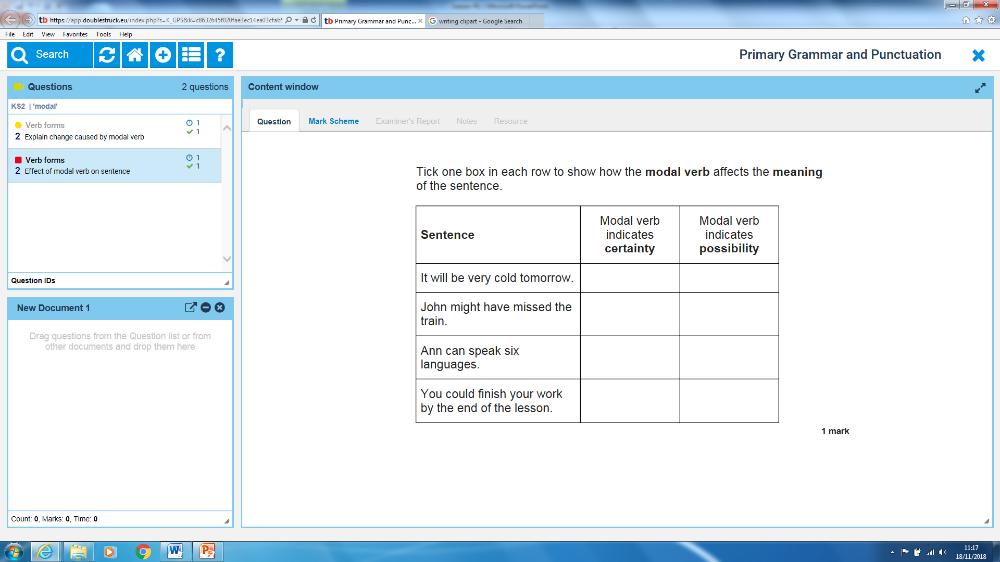 https://app.doublestruck.eu/index.php?s=K_GPS&k=c8632645f020fae3ec14ea03cfab5
Primary Grammar and Punc...
writing clipart - Google Search
File Edit View Favorites Tools Help
Search
Primary Grammar and Punctuation
Questions 2 questions
KS2 | 'modal'
Verb forms 1
2 Explain change caused by modal verb 1
Verb forms 1
2 Effect of modal verb on sentence 1
Question IDs
New Document 1
Drag questions from the Question list or from
other documents and drop them here
Count: 0, Marks: 0, Time: 0
Content window
Question Mark Scheme Examiner's Report Notes Resource
Tick one box in each row to show how the modal verb affects the meaning
of the sentence.
Sentence
Modal verb
indicates
certainty
Modal verb
indicates
possibility
It will be very cold tomorrow.
John might have missed the
train.
Ann can speak six
languages.
You could finish your work
by the end of the lesson.
1 mark
11:17
18/11/2018